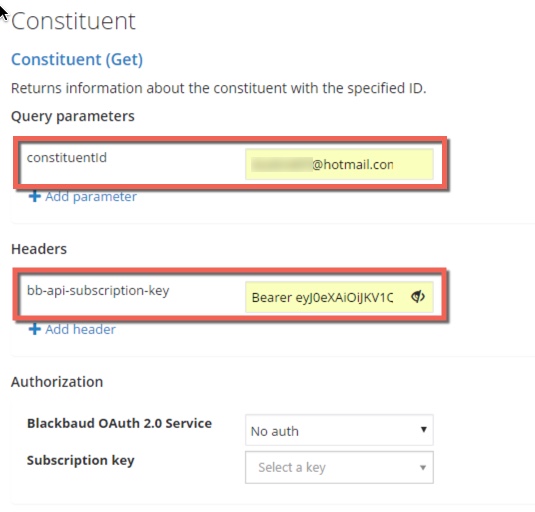 Constituent
Constituent (Get)
Returns information about the constituent with the specified ID.
Query parameters
constituentId
@hotmail.con
+ Add parameter
Headers
bb-api-subscription-key
Bearer eyJ0eXAiOiJKV1C
+ Add header
Authorization
Blackbaud OAuth 2.0 Service
No auth
Subscription key
Select a key